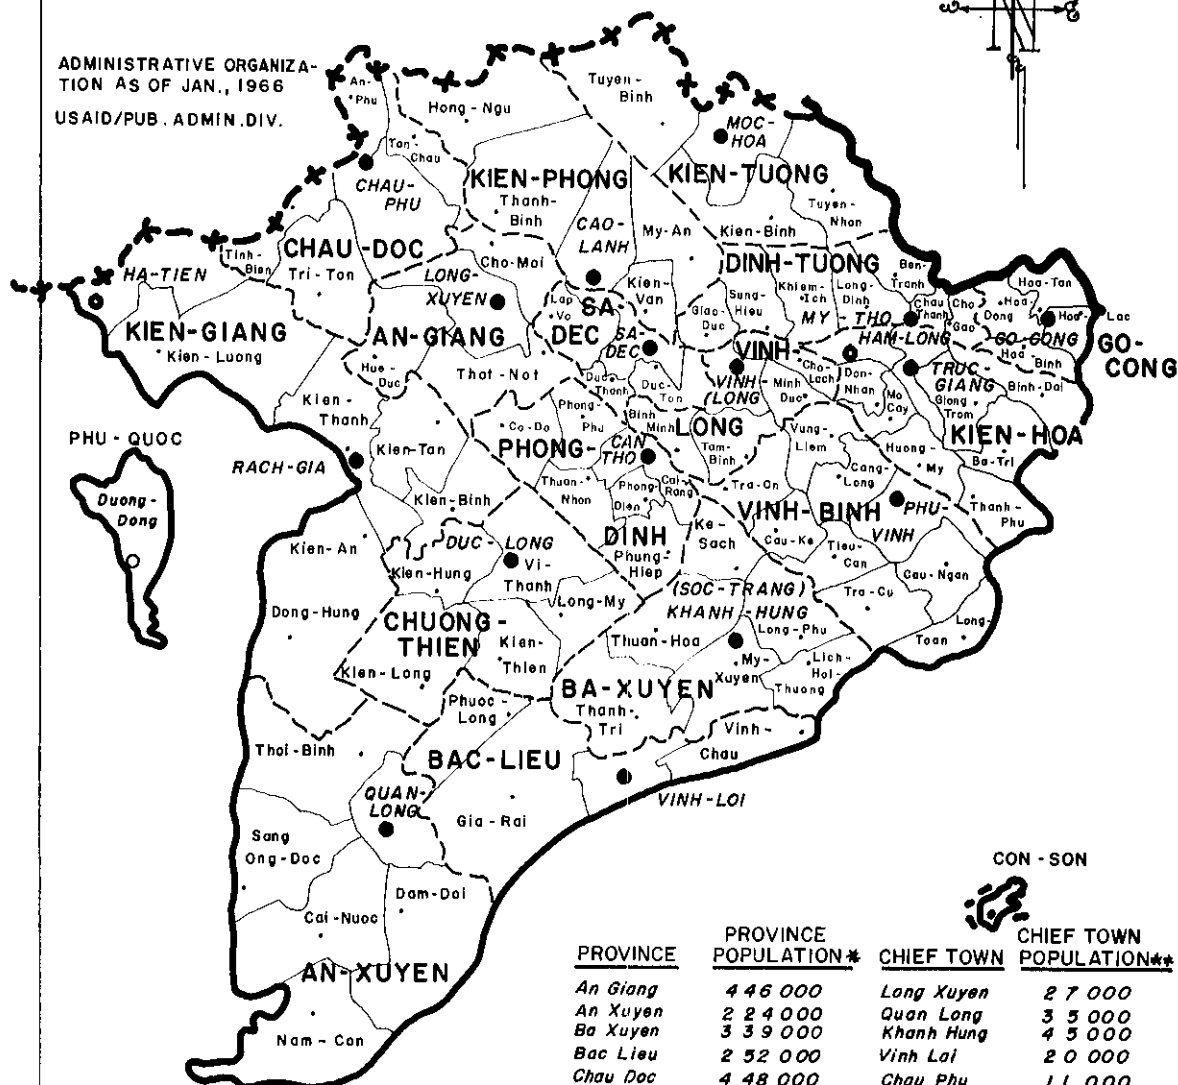 ADMINISTRATIVE ORGANIZA-
TION AS OF JAN., 1966
USAID/PUB. ADMIN. DIV.
An-
Phu
Hong-Ngu
Tuyen-
Binh
MOC-
HOA
Tan-
Chau
CHAU-
PHU
KIEN-PHONG
KIEN-TUONG
Thanh-
Binh
CAO-
LANH
My-An
Kien-Binh
Tuyen-
Nhon
CHAU-DOC
Tinh-
Bien
Tri-Ton
HA-TIEN
Cho-Moi
LONG-
XUYEN
DINH-TUONG
Ben-
Tranh
Kien-
Van
Sung-
Hieu
Khiem-
Ich
Long-
Dinh
Chau
Thanh
Cho
Gao
Hoa-Tan
Hoa-
Dong
Hoa-Lac
GO-CONG
GO-
CONG
KIEN-GIANG
Kien-Luong
AN-GIANG
Lap
Vo
SA
DEC
SA-
DEC
Giao-
Duc
MY-THO
HAM-LONG
Hoa
Binh
Hue-
Duc
Thot-Not
Duc-
Thanh
Duc-
Ton
VINH-
LONG
VINH-
LONG
Minh
Duc
Cho-
Lach
Don-
Nhan
Mo
Cay
TRUC-
GIANG
Giong
Trom
Binh-Dai
KIEN-HOA
Kien-
Thanh
PHU-QUOC
Duong-
Dong
RACH-GIA
Kien-Tan
Co-Do
Phong-
Phu
Binh
Minh
PHONG-
DINH
CAN
THO
Tam-
Binh
Vung-
Liem
Huong-
My
Ba-Tri
Thuan-
Nhon
Phong-
Dien
Cai-
Rang
Tra-On
Cang-
Long
Thanh-
Phu
Kien-Binh
VINH-BINH
PHU-
VINH
Kien-An
DUC-LONG
Vi-
Thanh
Phung-
Hiep
Ke-
Sach
Cau-Ke
Tieu-
Can
Cau-Ngan
Kien-Hung
(SOC-TRANG)
KHANH-HUNG
Tra-Cu
Long-
Toan
Dong-Hung
CHUONG-
THIEN
Long-My
Kien-
Thien
Thuan-Hoa
Long-Phu
My-
Xuyen
Lich-
Hoi-
Thuong
Kien-Long
BA-XUYEN
Phuoc-
Long
Thanh-
Tri
Vinh-
Chau
Thoi-Binh
BAC-LIEU
QUAN-
LONG
VINH-LOI
Gia-Rai
Sang
Ong-Doc
Dam-Doi
Cai-Nuoc
AN-XUYEN
Nam-Can
CON-SON
PROVINCE PROVINCE POPULATION* CHIEF TOWN CHIEF TOWN POPULATION**
An Giang 446 000 Long Xuyen 27 000
An Xuyen 224 000 Quan Long 35 000
Ba Xuyen 339 000 Khanh Hung 45 000
Bac Lieu 252 000 Vinh Lai 20 000
Chau Doc 448 000 Chau Phu 11 000